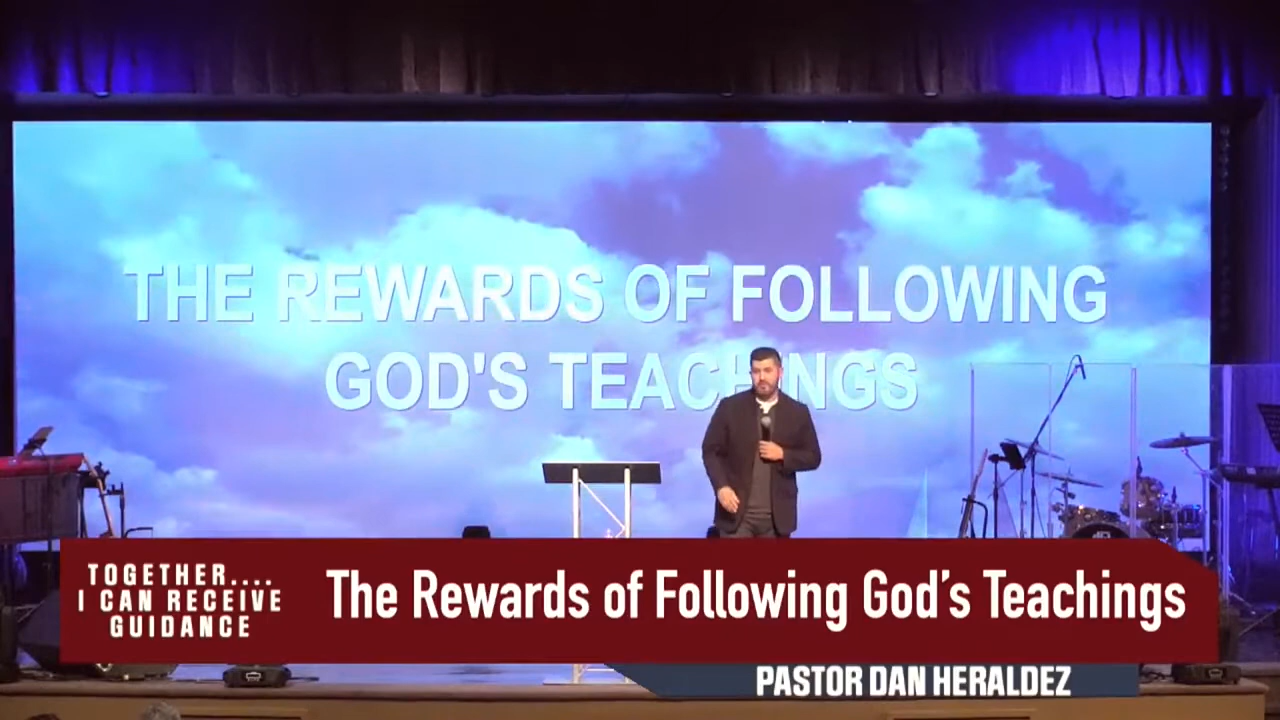 THE REWARDS OF FOLLOWING
GOD'S TEACHINGS
TOGETHER....
I CAN RECEIVE
GUIDANCE
The Rewards of Following God’s Teachings
PASTOR DAN HERALDEZ